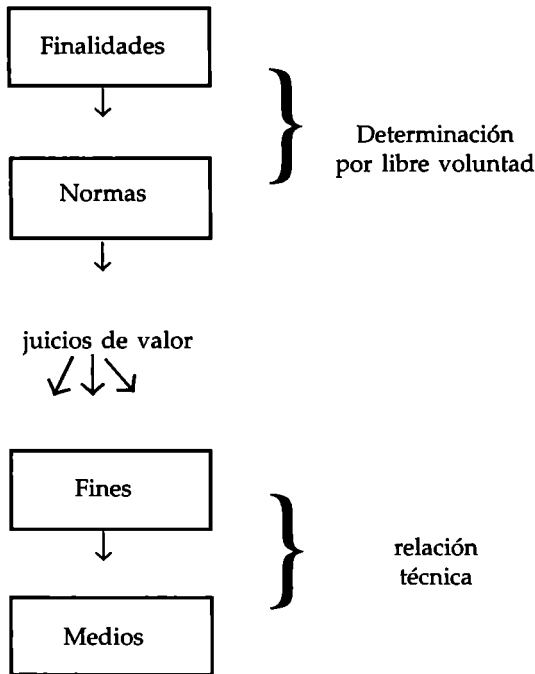 Finalidades
Determinación
por libre voluntad
Normas
juicios de valor
Fines
relación
técnica
Medios